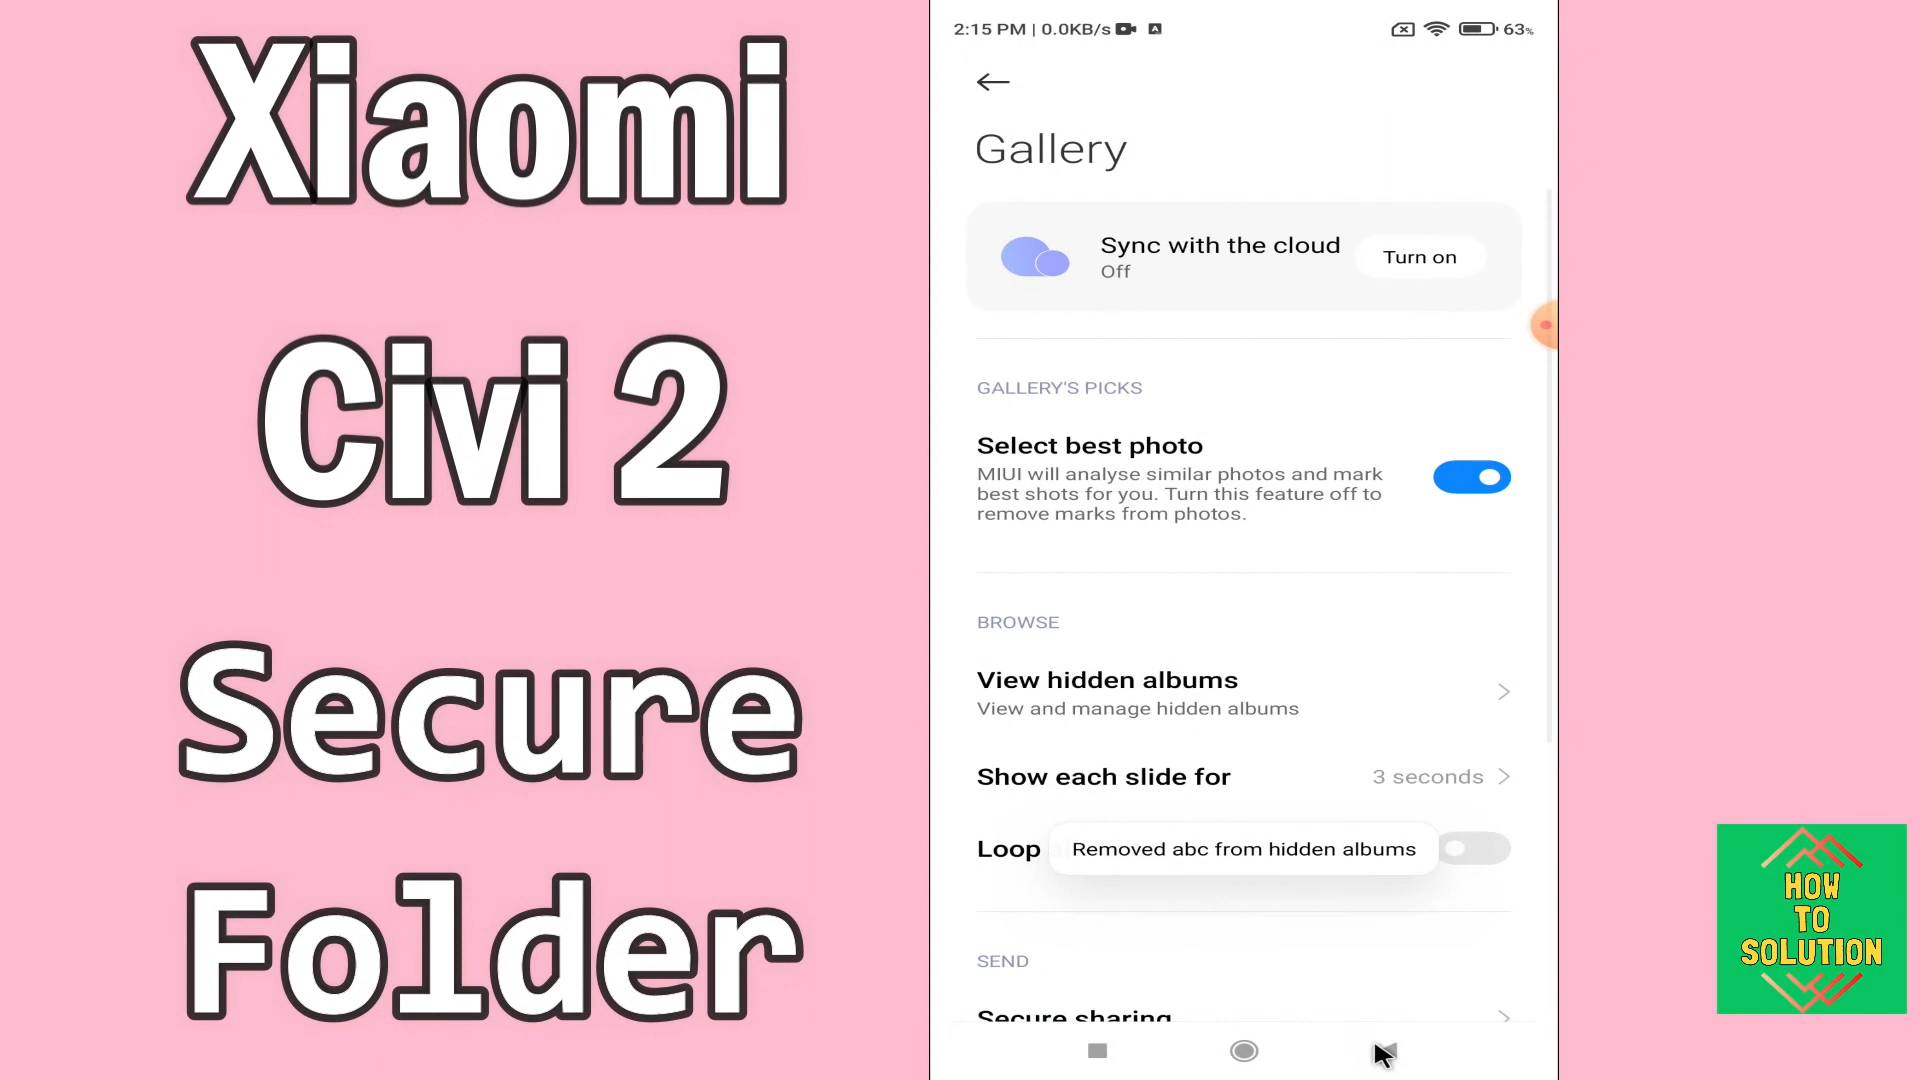 Xiaomi
Civi 2
Secure
Folder
2:15 PM | 0.0KB/s
A
63%
Gallery
Sync with the cloud
Off
Turn on
GALLERY'S PICKS
Select best photo
MIUI will analyse similar photos and mark
best shots for you. Turn this feature off to
remove marks from photos.
BROWSE
View hidden albums
View and manage hidden albums
Show each slide for
3 seconds
Loop
Removed abc from hidden albums
SEND
Secure sharing
HOW
TO
SOLUTION